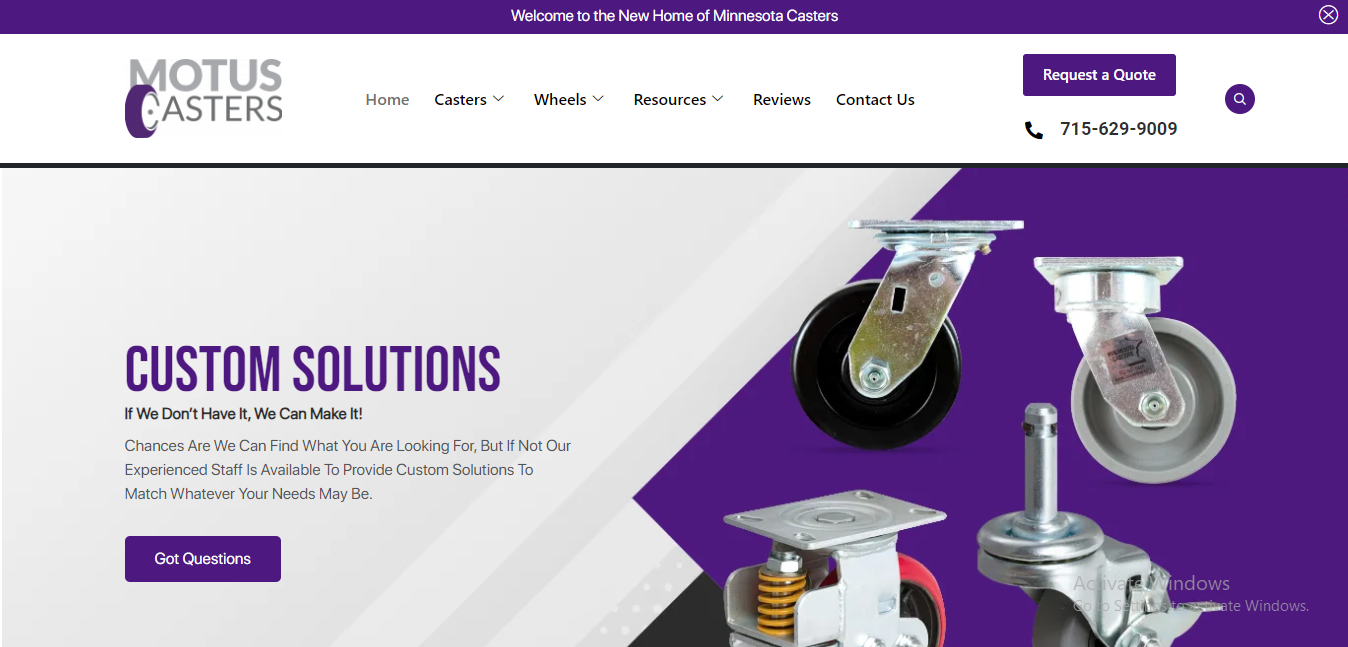 Welcome to the New Home of Minnesota Casters
MOTUS
CASTERS
Home
Casters
Wheels
Resources
Reviews
Contact Us
Request a Quote
715-629-9009
CUSTOM SOLUTIONS
If We Don’t Have It, We Can Make It!
Chances Are We Can Find What You Are Looking For, But If Not Our
Experienced Staff Is Available To Provide Custom Solutions To
Match Whatever Your Needs May Be.
Got Questions
Activate Windows
Go to Settings to activate Windows.